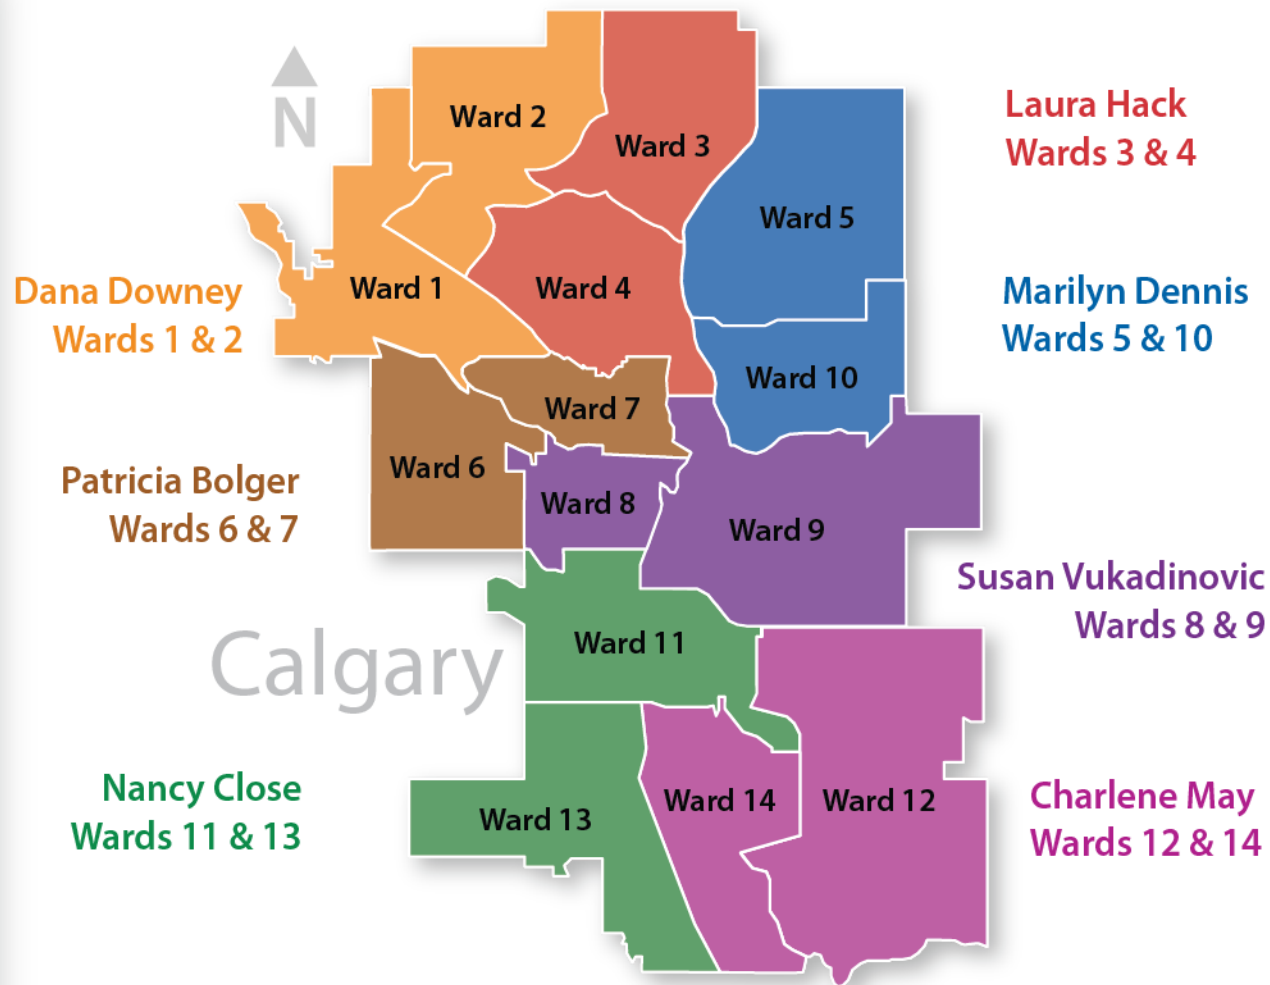 N
Ward 2
Ward 3
Laura Hack
Wards 3 & 4
Ward 5
Dana Downey
Wards 1 & 2
Ward 1
Ward 4
Marilyn Dennis
Wards 5 & 10
Ward 10
Ward 7
Patricia Bolger
Wards 6 & 7
Ward 6
Ward 8
Ward 9
Susan Vukadinovic
Wards 8 & 9
Calgary
Ward 11
Nancy Close
Wards 11 & 13
Ward 13
Ward 14
Ward 12
Charlene May
Wards 12 & 14